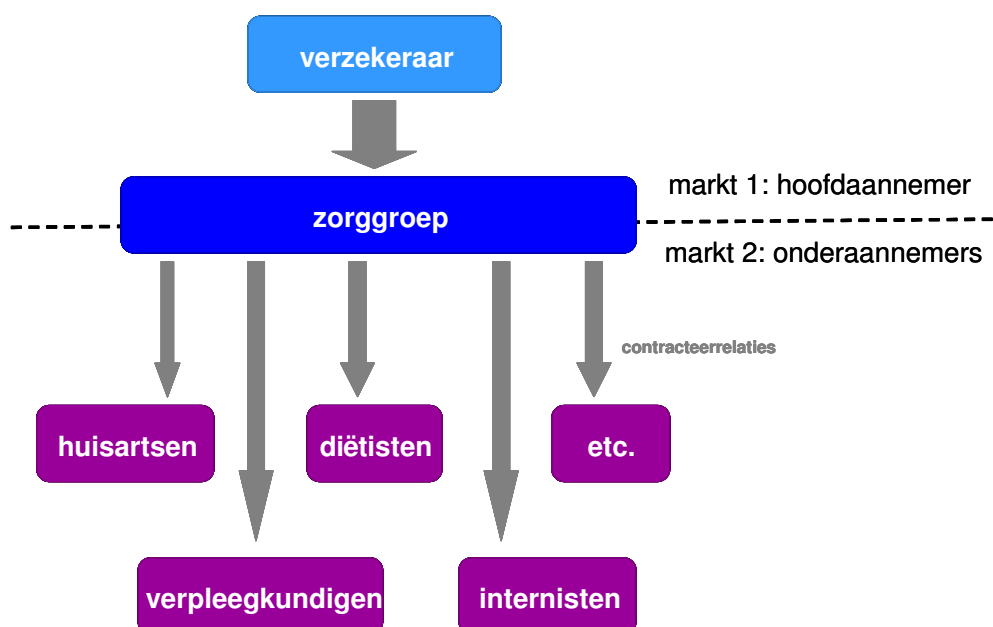 verzekeraar
markt 1: hoofdaannemer
zorggroep
markt 2: onderaannemers
contracteerrelaties
huisartsen
diëtisten
etc.
verpleegkundigen
internisten